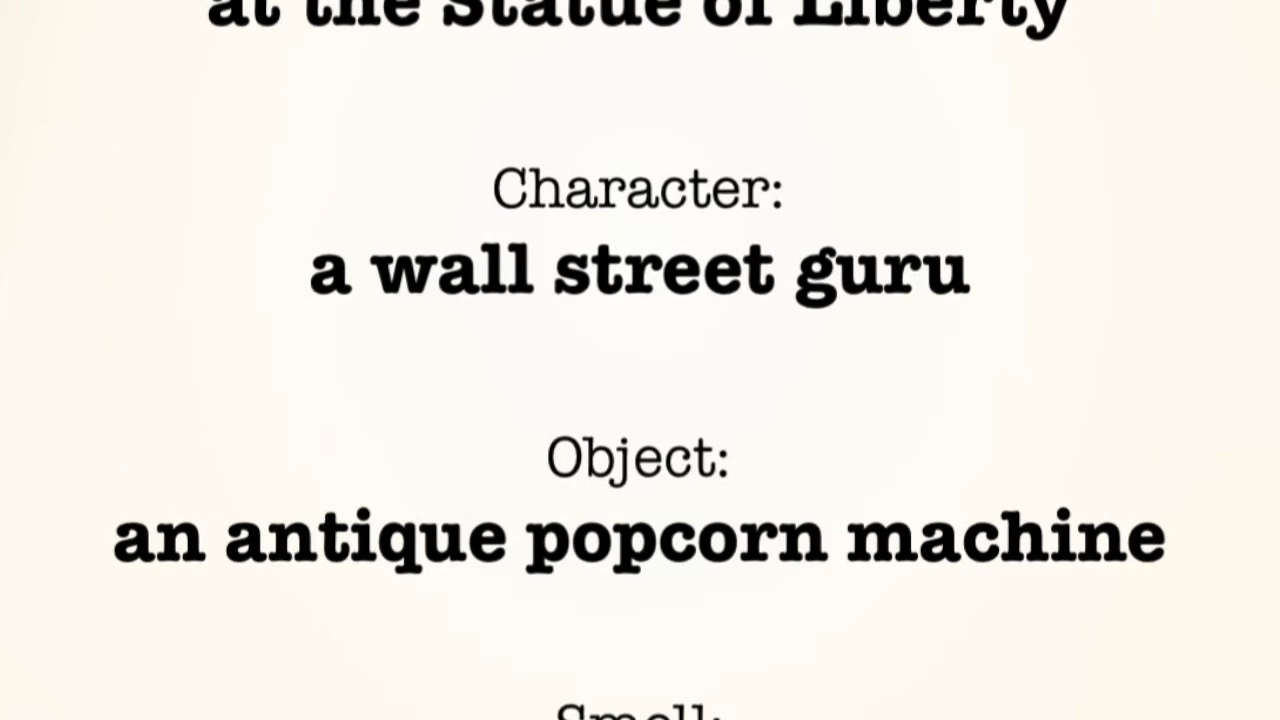 at the Statue of Liberty
Character:
a wall street guru
Object:
an antique popcorn machine
Smell: